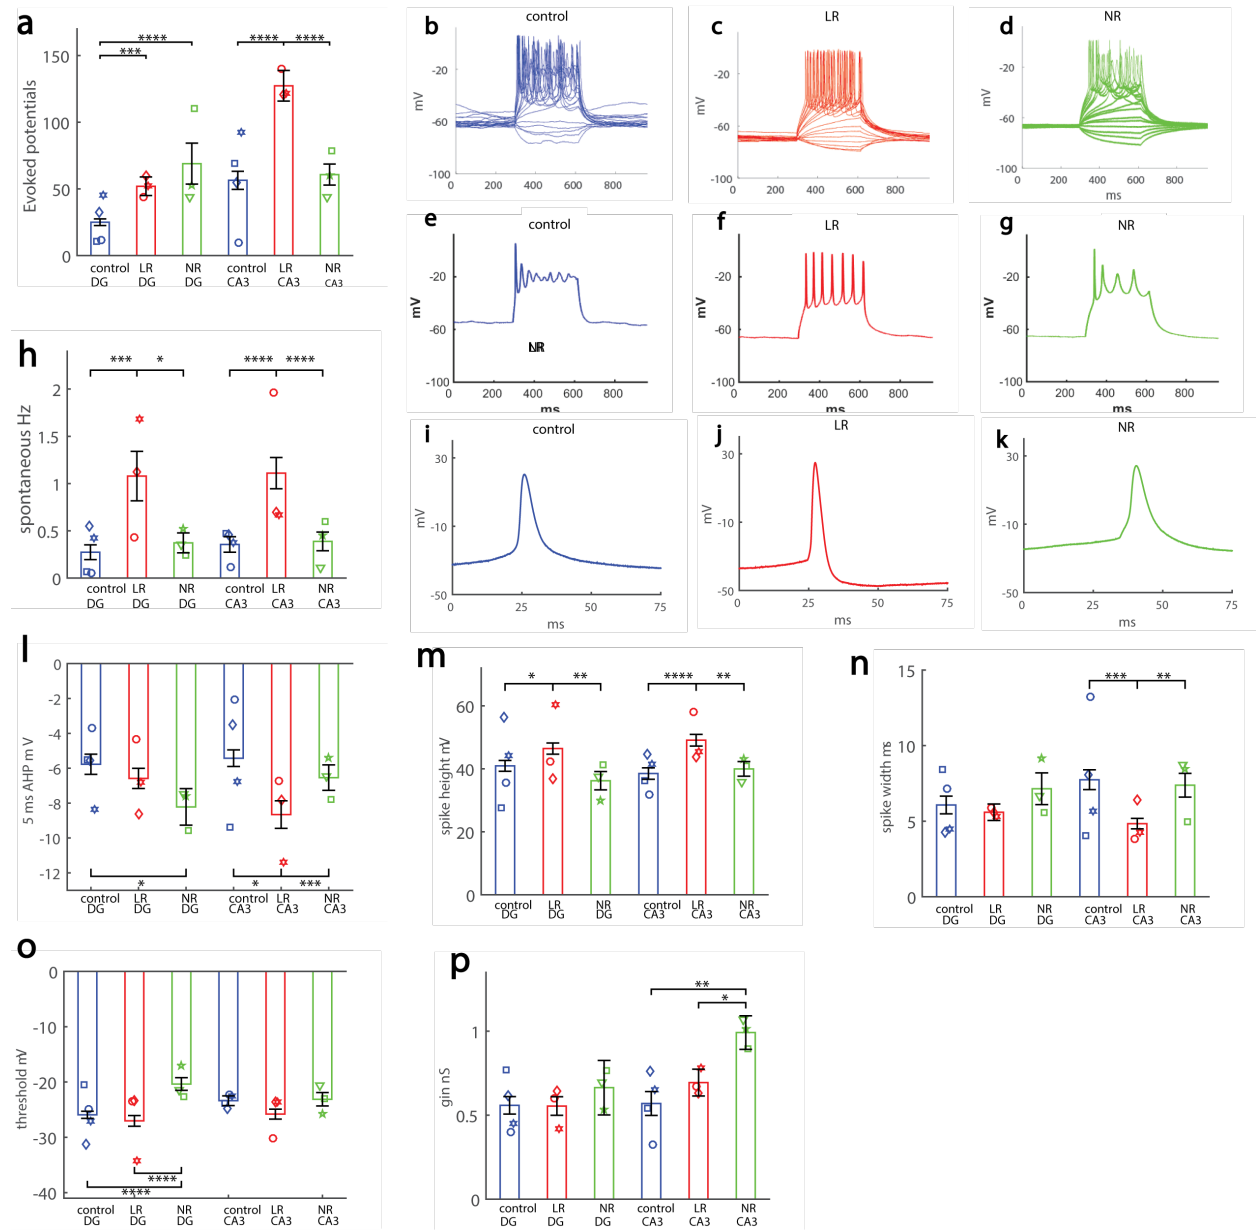 a
Evoked potentials
150
100
50
0
***
****
****
****
control DG
LR DG
NR DG
control CA3
LR CA3
NR CA3
b
control
mV
-20
-60
-100
0 200 400 600 800
c
LR
mV
-20
-60
-100
0 200 400 600 800
d
NR
-20
-60
-100
0 200 400 600 800
ms
e
control
mV
-20
-60
-100
0 200 400 600 800
ms
f
LR
mV
-20
-60
-100
0 200 400 600 800
ms
g
NR
mV
-20
-60
-100
0 200 400 600 800
ms
h
spontaneous Hz
2
1.5
1
0.5
0
***
*
****
****
control DG
LR DG
NR DG
control CA3
LR CA3
NR CA3
i
control
mV
30
-10
-50
0 25 50 75
ms
j
LR
mV
30
-10
-50
0 25 50 75
ms
k
NR
mV
30
-10
-50
0 25 50 75
ms
l
5 ms AHP m V
0
-2
-4
-6
-8
-10
-12
*
*
***
control DG
LR DG
NR DG
control CA3
LR CA3
NR CA3
m
spike height mV
60
40
20
0
*
**
****
**
control DG
LR DG
NR DG
control CA3
LR CA3
NR CA3
n
spike width ms
15
10
5
0
***
**
control DG
LR DG
NR DG
control CA3
LR CA3
NR CA3
o
threshold mV
0
-10
-20
-30
-40
****
****
control DG
LR DG
NR DG
control CA3
LR CA3
NR CA3
p
gin nS
1
0.5
0
**
*
control DG
LR DG
NR DG
control CA3
LR CA3
NR CA3